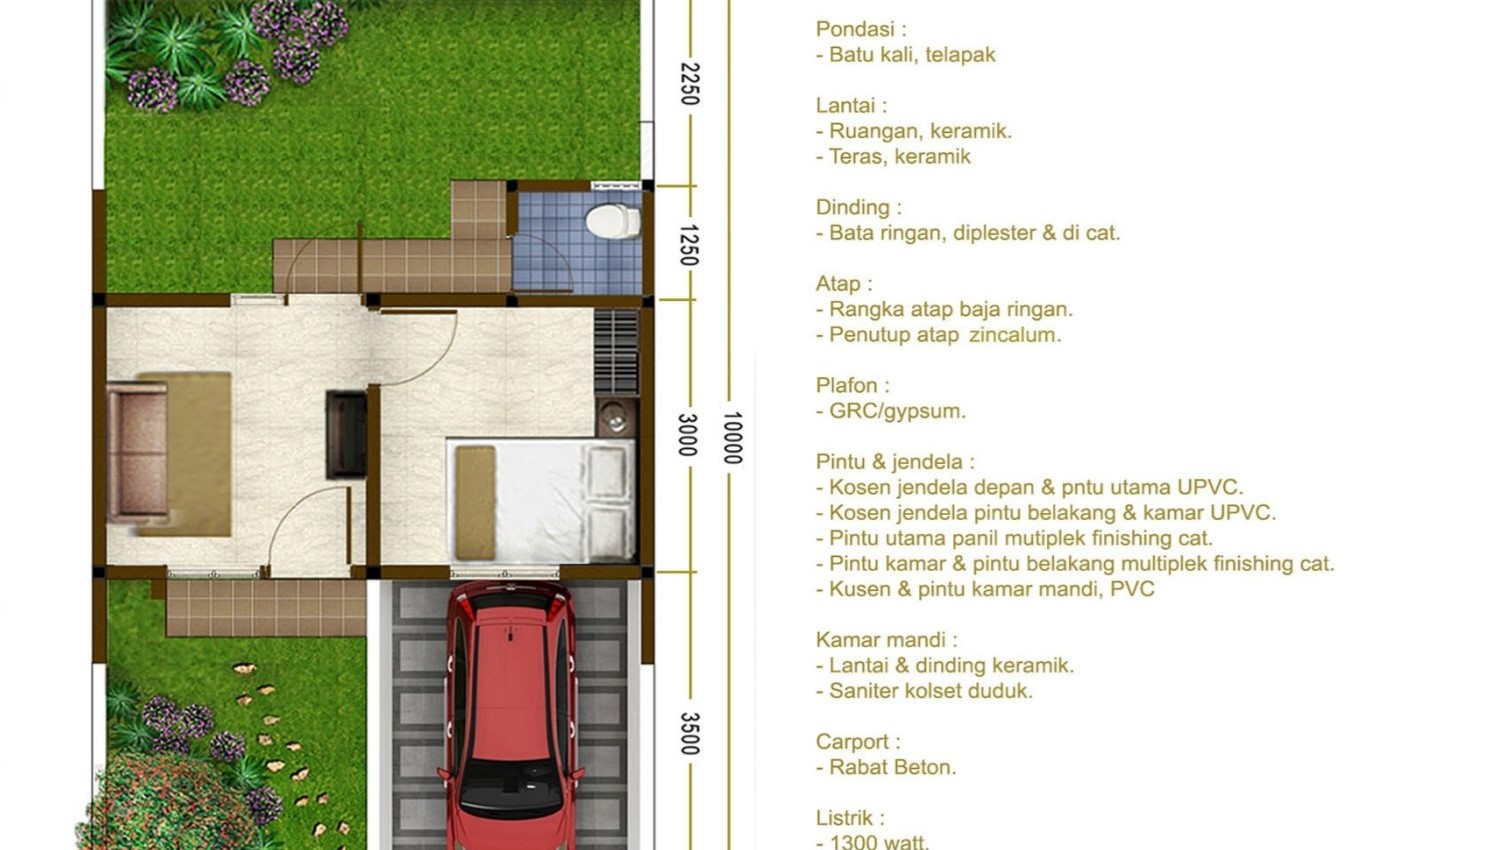 2250
1250
3000
10000
3500
Pondasi :
- Batu kali, telapak
Lantai :
- Ruangan, keramik.
- Teras, keramik
Dinding :
- Bata ringan, diplester & di cat.
Atap :
- Rangka atap baja ringan.
- Penutup atap zincalum.
Plafon :
- GRC/gypsum.
Pintu & jendela :
- Kosen jendela depan & pntu utama UPVC.
- Kosen jendela pintu belakang & kamar UPVC.
- Pintu utama panil mutiplek finishing cat.
- Pintu kamar & pintu belakang multiplek finishing cat.
- Kusen & pintu kamar mandi, PVC
Kamar mandi :
- Lantai & dinding keramik.
- Saniter kolset duduk.
Carport :
- Rabat Beton.
Listrik :
- 1300 watt.